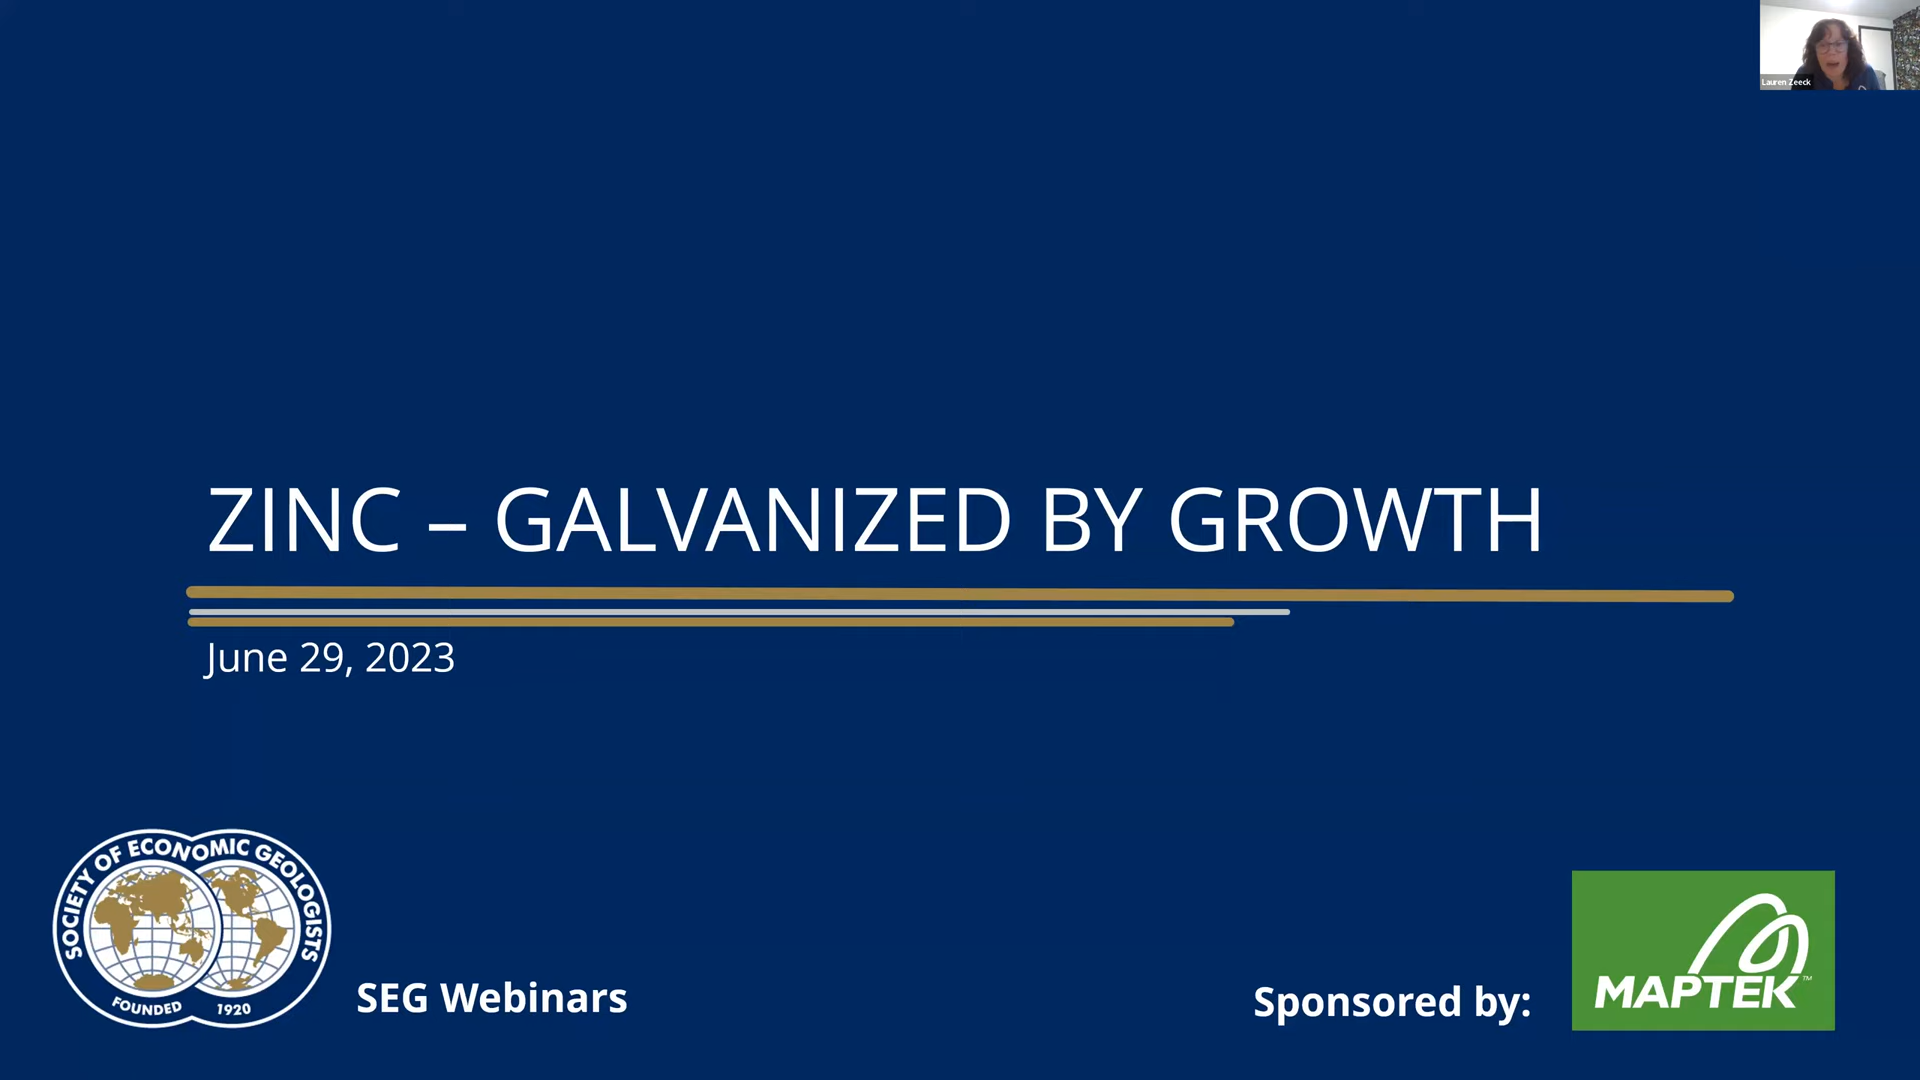 Lauren Zeeck
ZINC – GALVANIZED BY GROWTH
June 29, 2023
SOCIETY OF ECONOMIC GEOLOGISTS
FOUNDED 1920
SEG Webinars
Sponsored by:
MAPTEK™